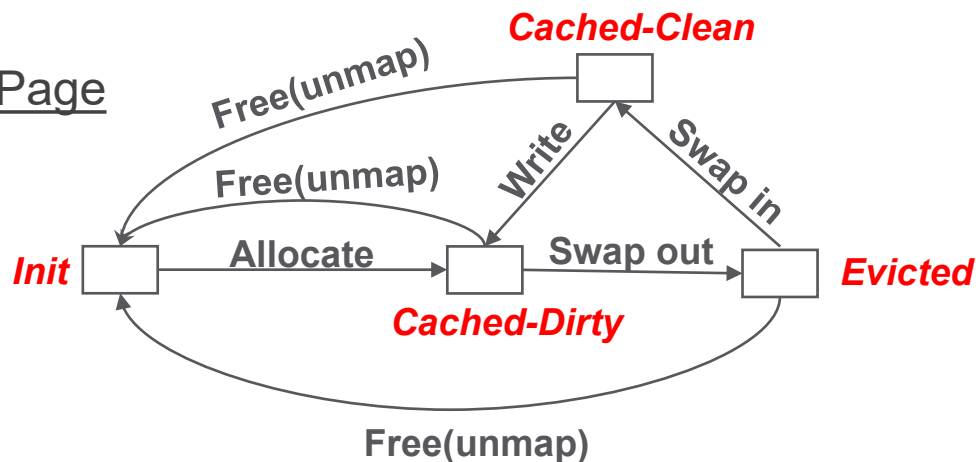 Cached-Clean
Page
Free(unmap)
Write
Swap in
Free(unmap)
Init
Allocate
Swap out
Evicted
Cached-Dirty
Free(unmap)